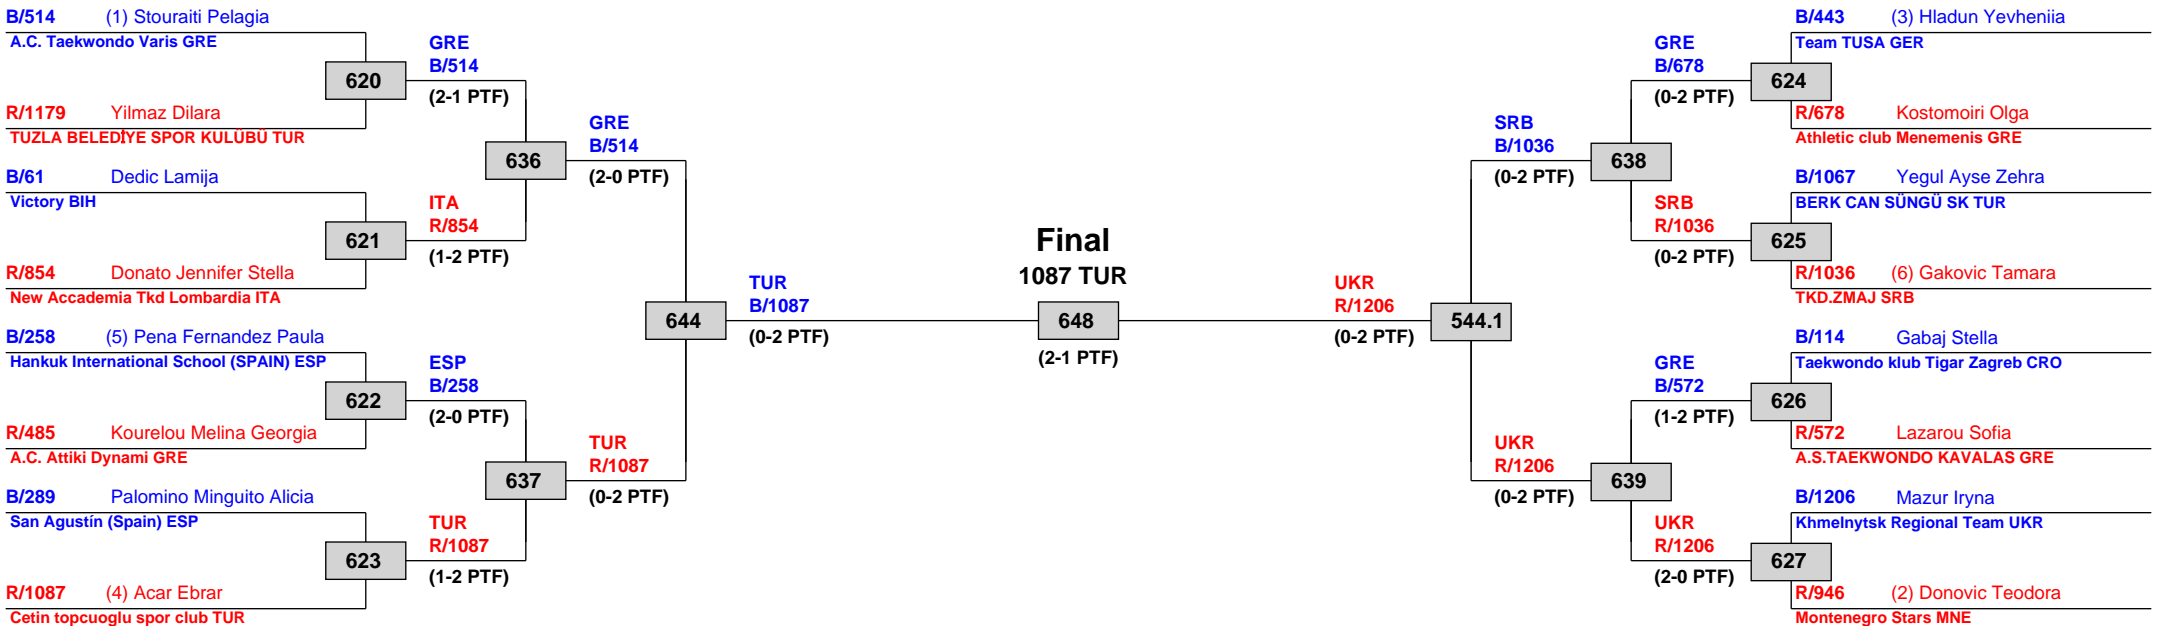 B/514 (1) Stouraiti Pelagia
A.C. Taekwondo Varis GRE
620
R/1179 Yilmaz Dilara
TUZLA BELEDİYE SPOR KULÜBÜ TUR
B/61 Dedic Lamija
Victory BIH
621
R/854 Donato Jennifer Stella
New Accademia Tkd Lombardia ITA
B/258 (5) Pena Fernandez Paula
Hankuk International School (SPAIN) ESP
622
R/485 Kourelou Melina Georgia
A.C. Attiki Dynami GRE
B/289 Palomino Minguito Alicia
San Agustín (Spain) ESP
623
R/1087 (4) Acar Ebrar
Cetin topcuoglu spor club TUR
GRE
B/514
(2-1 PTF)
636
ITA
R/854
(1-2 PTF)
ESP
B/258
(2-0 PTF)
637
TUR
R/1087
(1-2 PTF)
GRE
B/514
(2-0 PTF)
644
TUR
R/1087
(0-2 PTF)
TUR
B/1087
(0-2 PTF)
Final
1087 TUR
648
(2-1 PTF)
UKR
R/1206
(0-2 PTF)
544.1
SRB
B/1036
(0-2 PTF)
UKR
R/1206
(0-2 PTF)
638
639
GRE
B/678
(0-2 PTF)
SRB
R/1036
(0-2 PTF)
GRE
B/572
(1-2 PTF)
UKR
R/1206
(2-0 PTF)
B/443 (3) Hladun Yevheniia
Team TUSA GER
624
R/678 Kostomoiri Olga
Athletic club Menemenis GRE
B/1067 Yegul Ayse Zehra
BERK CAN SÜNGÜ SK TUR
625
R/1036 (6) Gakovic Tamara
TKD.ZMAJ SRB
B/114 Gabaj Stella
Taekwondo klub Tigar Zagreb CRO
626
R/572 Lazarou Sofia
A.S.TAEKWONDO KAVALAS GRE
B/1206 Mazur Iryna
Khmelnytsk Regional Team UKR
627
R/946 (2) Donovic Teodora
Montenegro Stars MNE